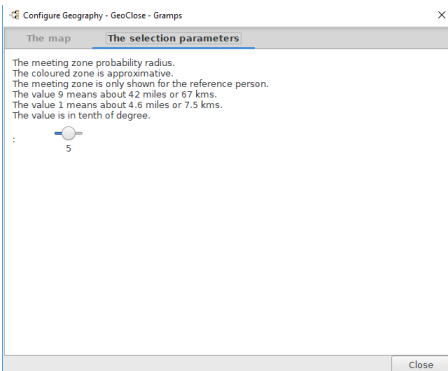 Configure Geography - GeoClose - Gramps
The map The selection parameters
The meeting zone probability radius.
The coloured zone is approximative.
The meeting zone is only shown for the reference person.
The value 9 means about 42 miles or 67 kms.
The value 1 means about 4.6 miles or 7.5 kms.
The value is in tenth of degree.
:
5
Close